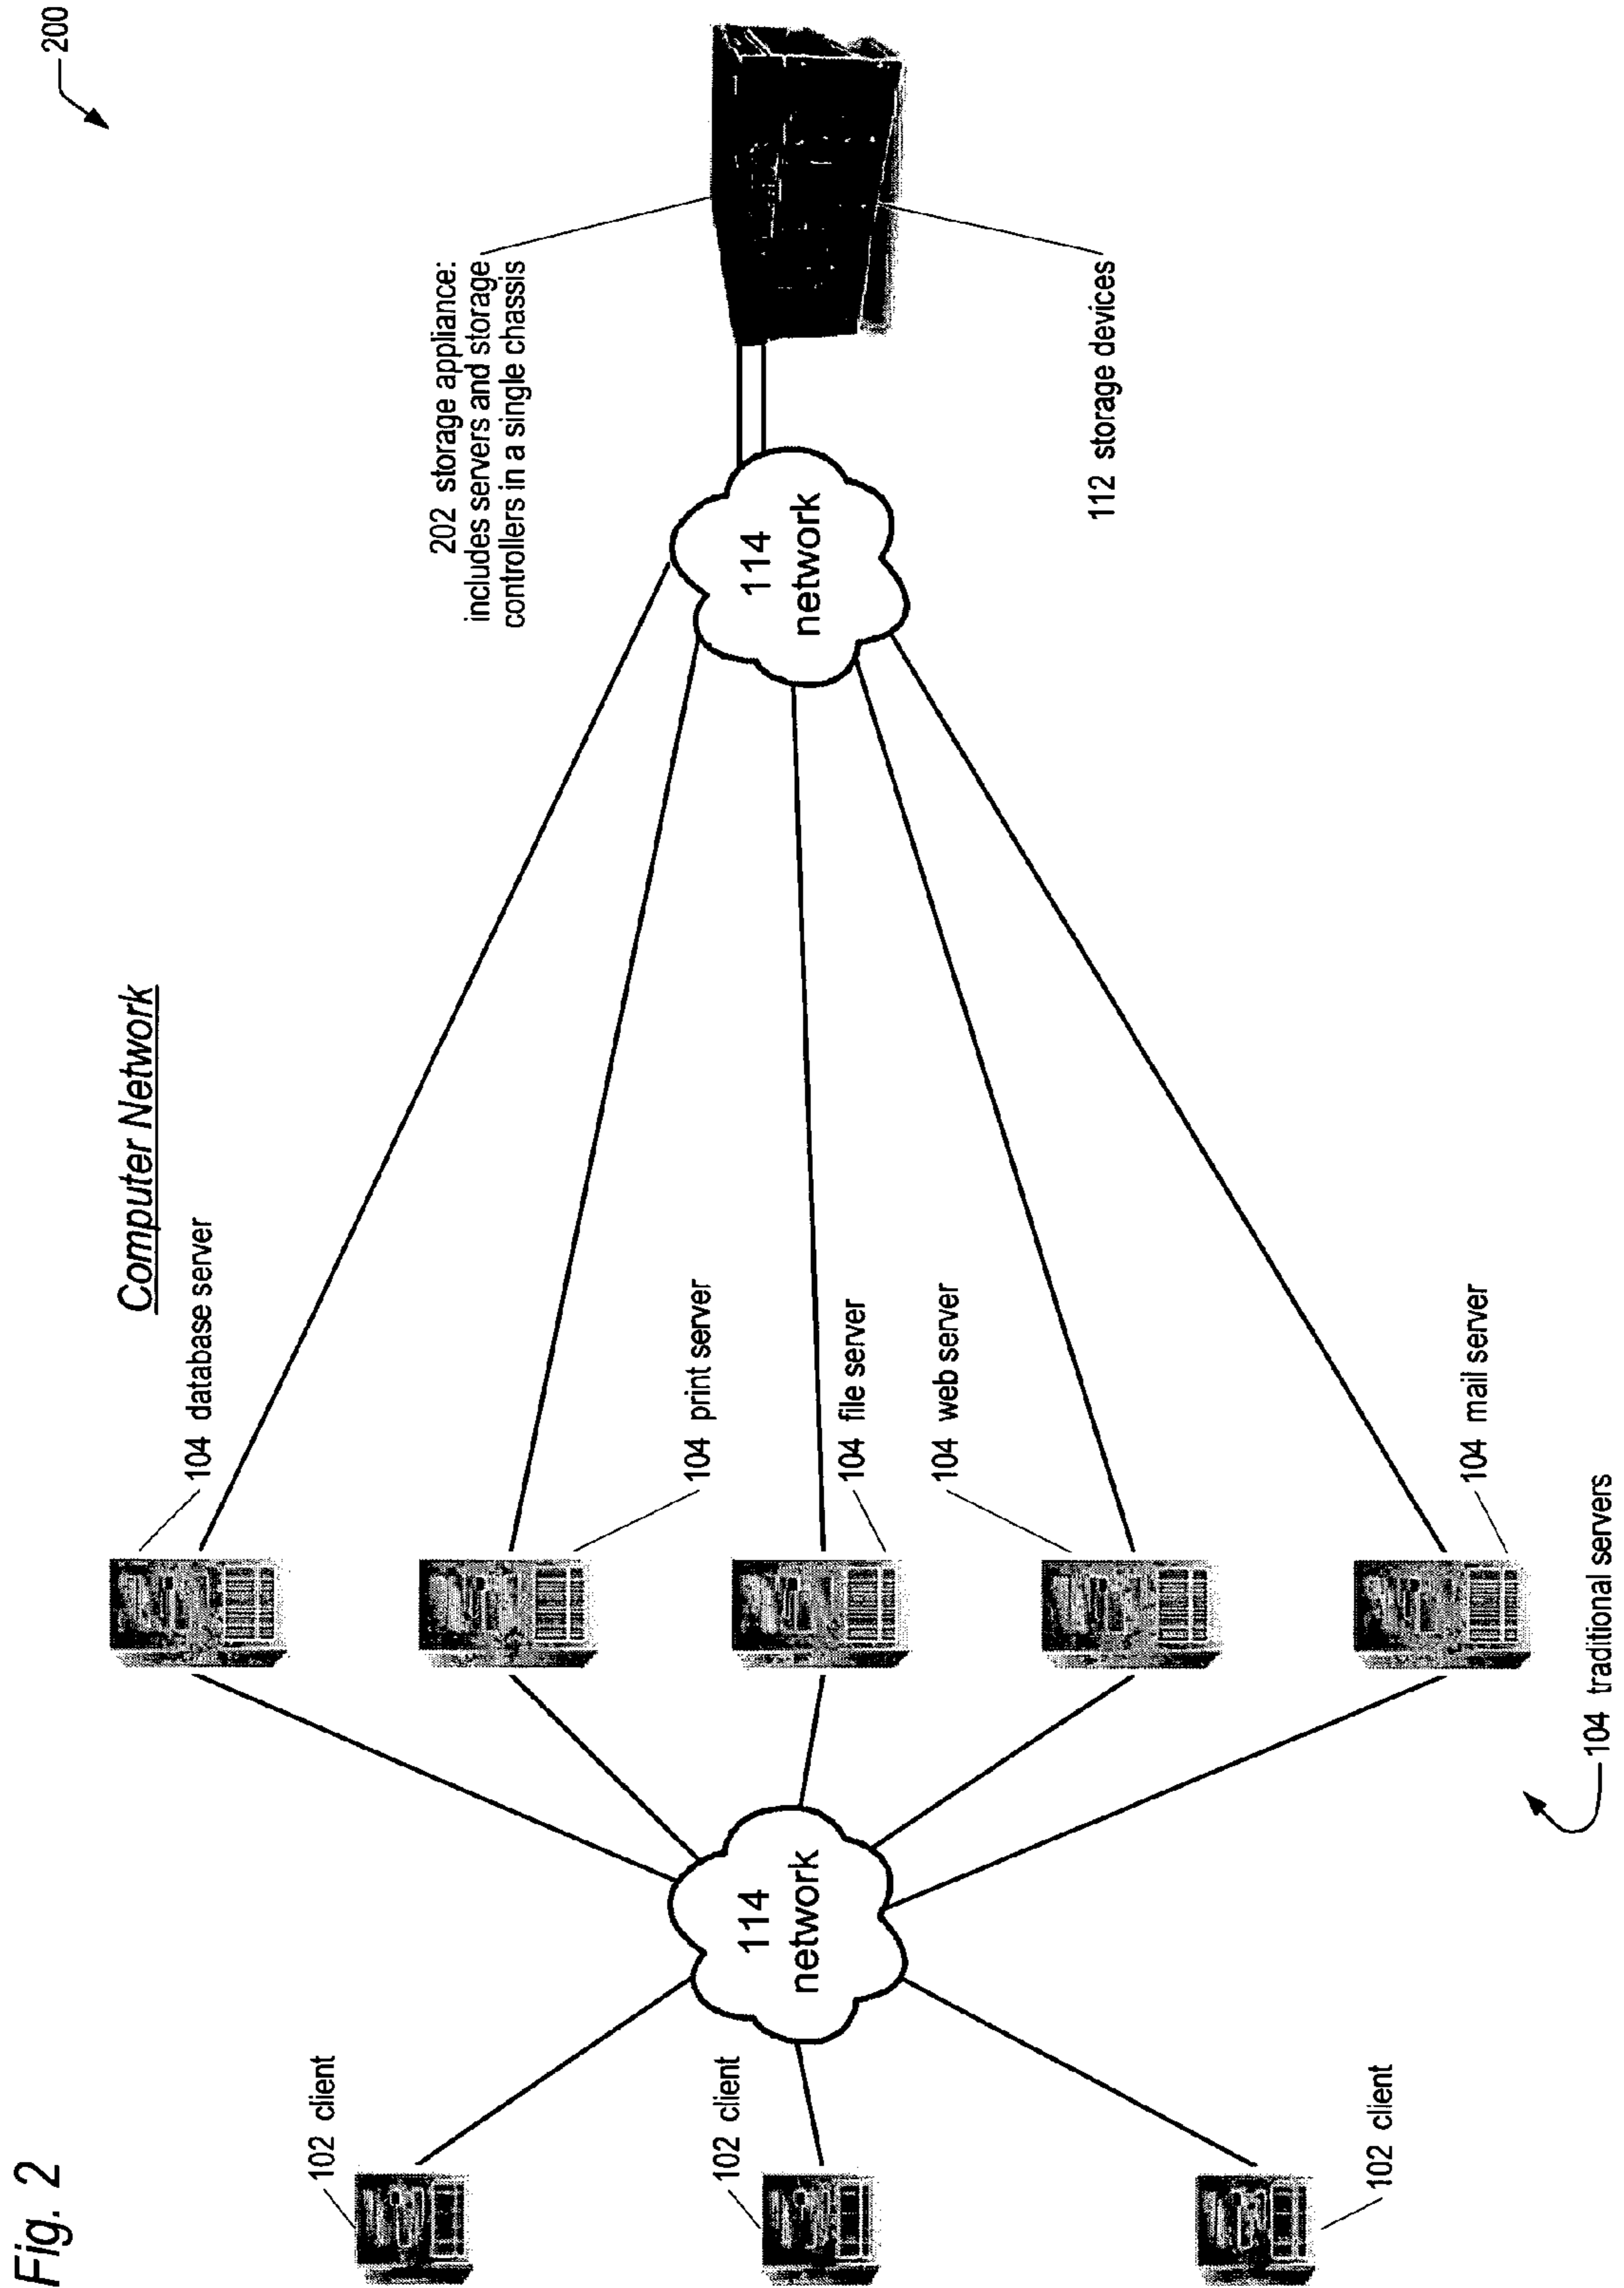 Fig. 2
Computer Network
200
102 client
102 client
102 client
114
network
104 database server
104 print server
104 file server
104 web server
104 mail server
104 traditional servers
114
network
202 storage appliance:
includes servers and storage
controllers in a single chassis
112 storage devices